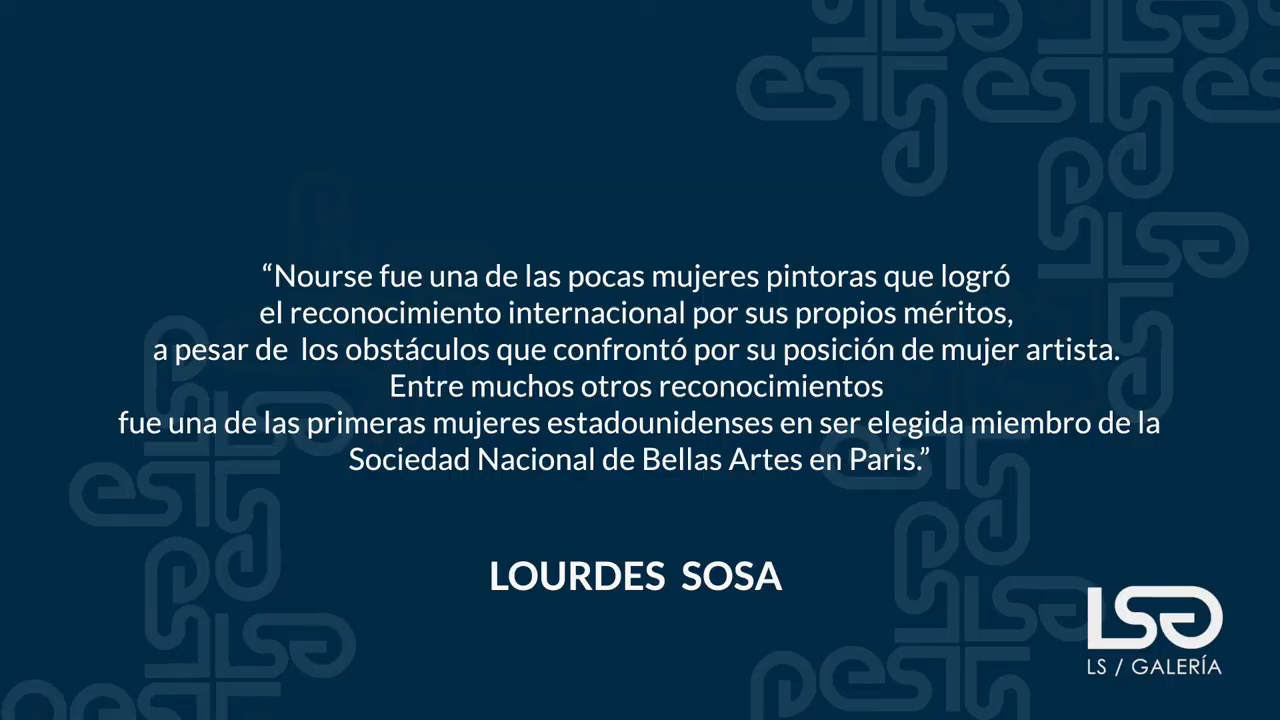 “Nourse fue una de las pocas mujeres pintoras que logró
el reconocimiento internacional por sus propios méritos,
a pesar de  los obstáculos que confrontó por su posición de mujer artista.
Entre muchos otros reconocimientos
fue una de las primeras mujeres estadounidenses en ser elegida miembro de la
Sociedad Nacional de Bellas Artes en Paris.”
LOURDES SOSA
LSG
LS / GALERÍA